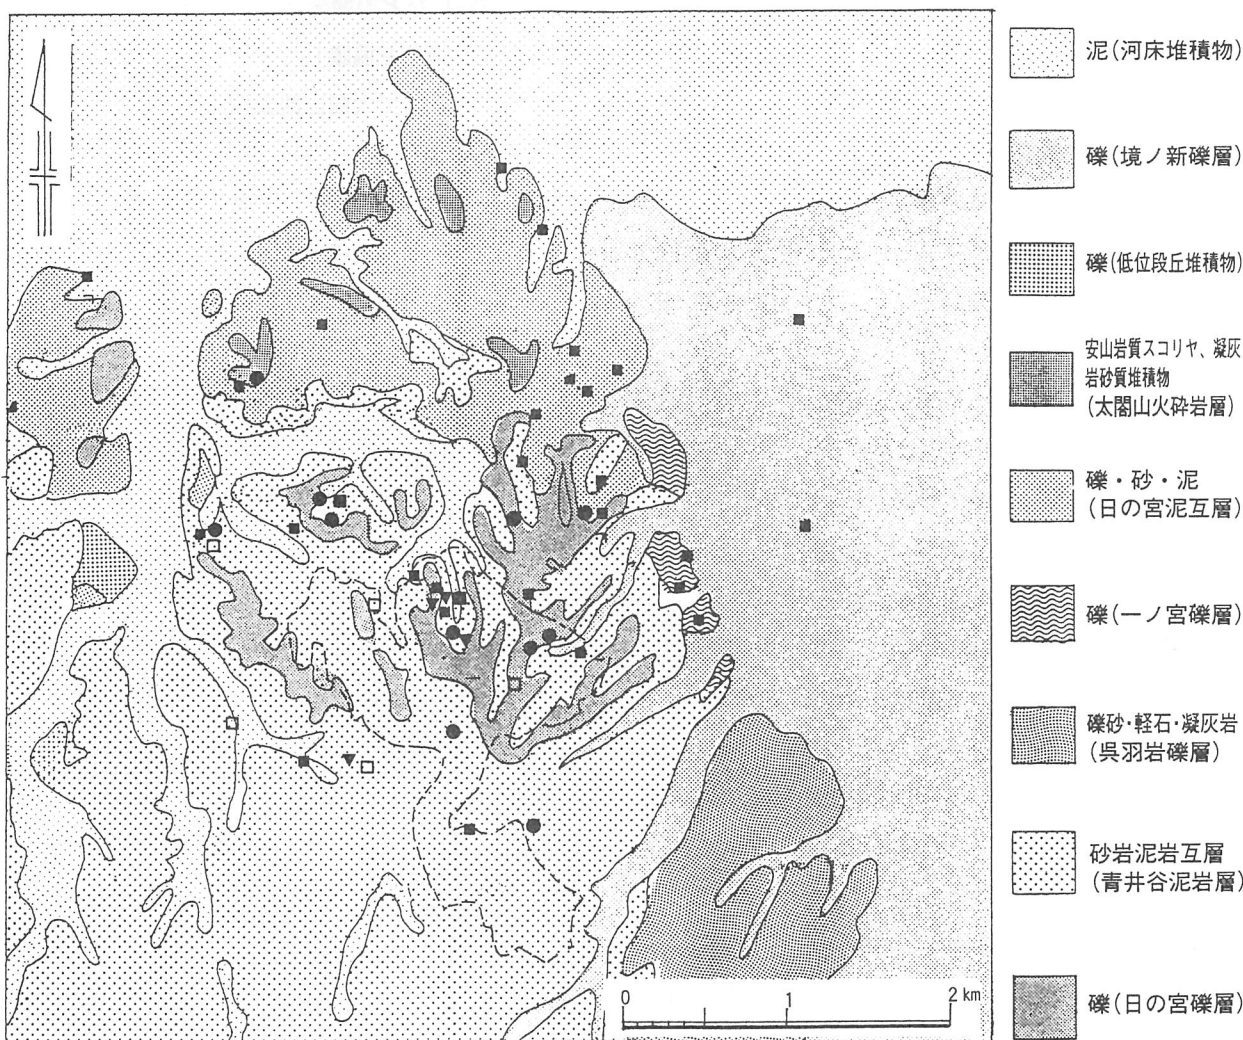 泥(河床堆積物)
礫(境ノ新礫層)
礫(低位段丘堆積物)
安山岩質スコリヤ、凝灰
岩砂質堆積物
(太閤山火砕岩層)
礫・砂・泥
(日の宮泥互層)
礫(一ノ宮礫層)
礫砂・軽石・凝灰岩
(呉羽岩礫層)
砂岩泥岩互層
(青井谷泥岩層)
礫(日の宮礫層)
0 1 2 km